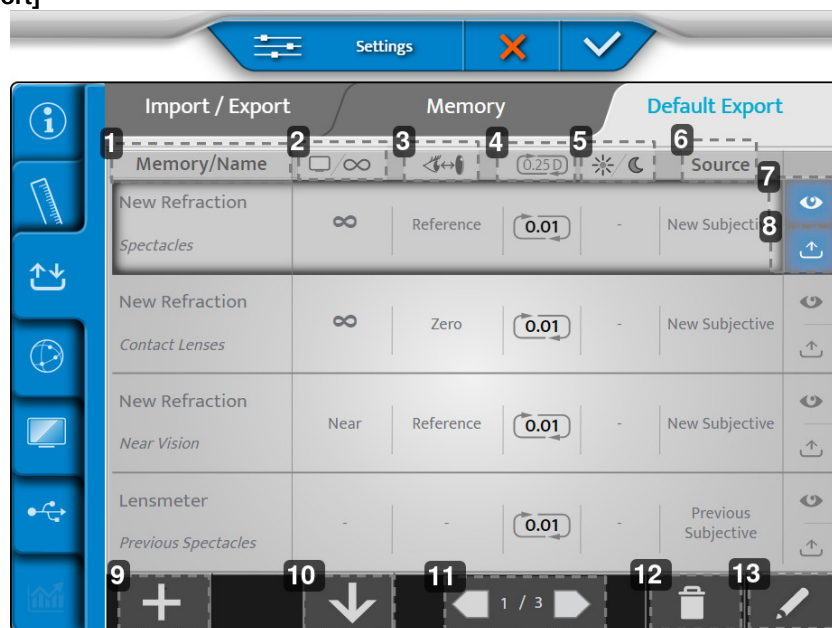 ort]
Settings
Import / Export
Memory
Default Export
1 2 3 4 5 6
Memory/Name
/∞
0.25 D
/
Source
7
New Refraction
Spectacles
∞
Reference
0.01
-
New Subjecti
8
New Refraction
Contact Lenses
∞
Zero
0.01
-
New Subjective
New Refraction
Near Vision
Near
Reference
0.01
-
New Subjective
Lensmeter
Previous Spectacles
-
-
0.01
-
Previous
Subjective
9 10 11 12 13
1 / 3